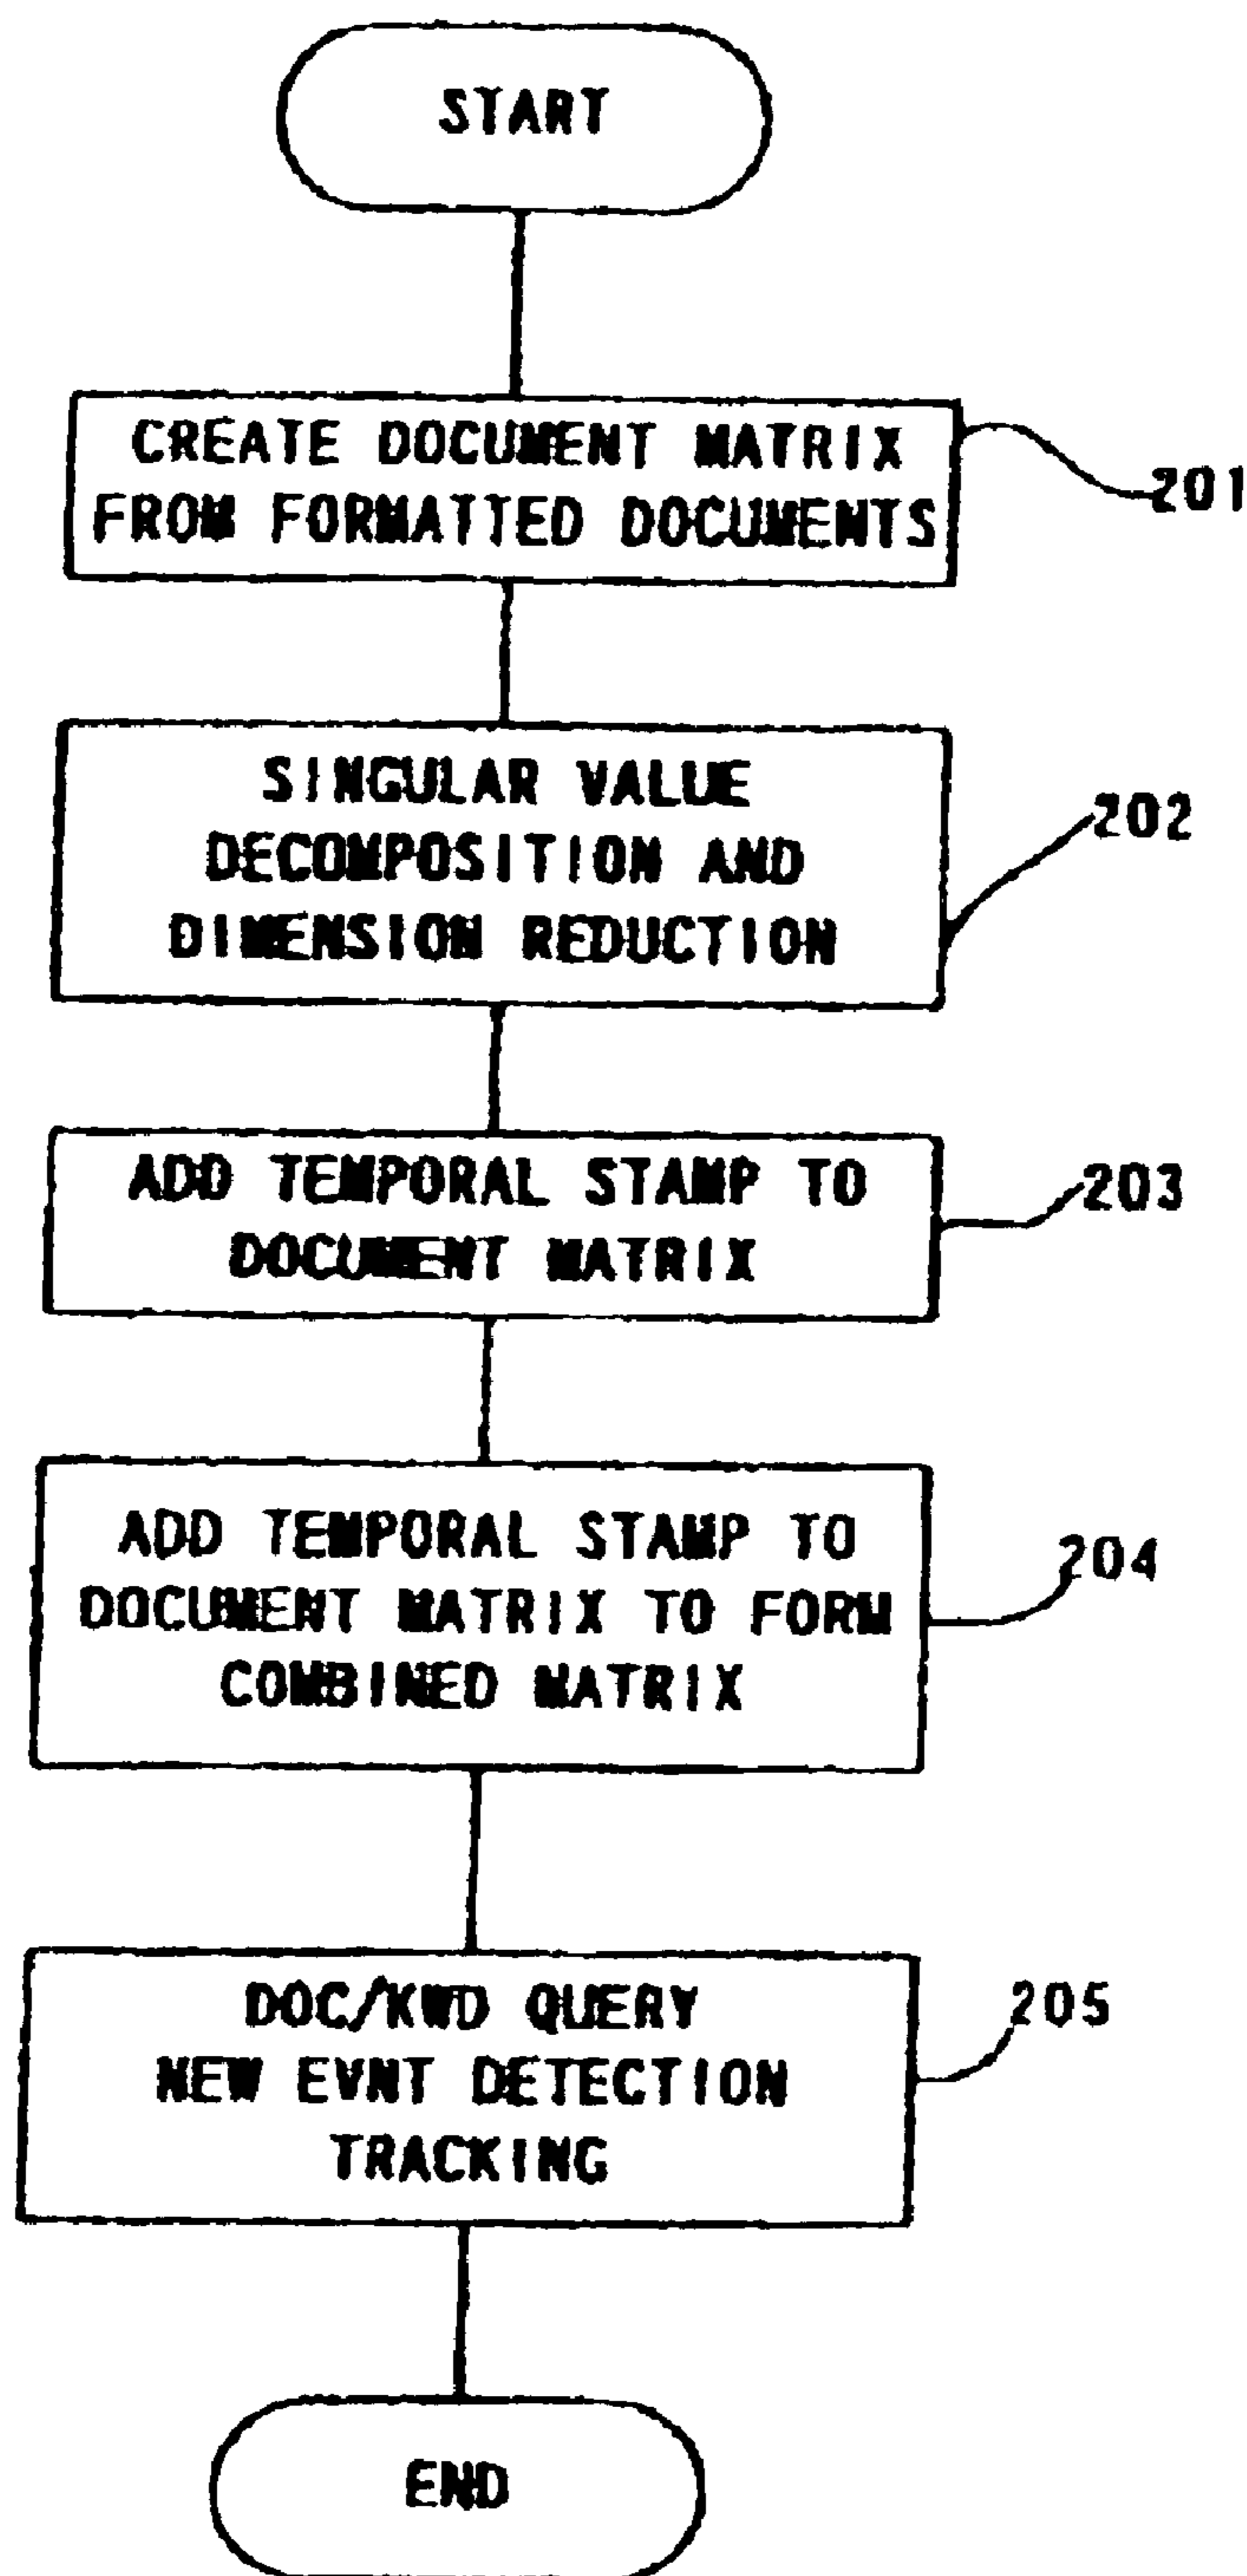 START
CREATE DOCUMENT MATRIX
FROM FORMATTED DOCUMENTS
201
SINGULAR VALUE
DECOMPOSITION AND
DIMENSION REDUCTION
202
ADD TEMPORAL STAMP TO
DOCUMENT MATRIX
203
ADD TEMPORAL STAMP TO
DOCUMENT MATRIX TO FORM
COMBINED MATRIX
204
DOC/KWD QUERY
NEW EVNT DETECTION
TRACKING
205
END